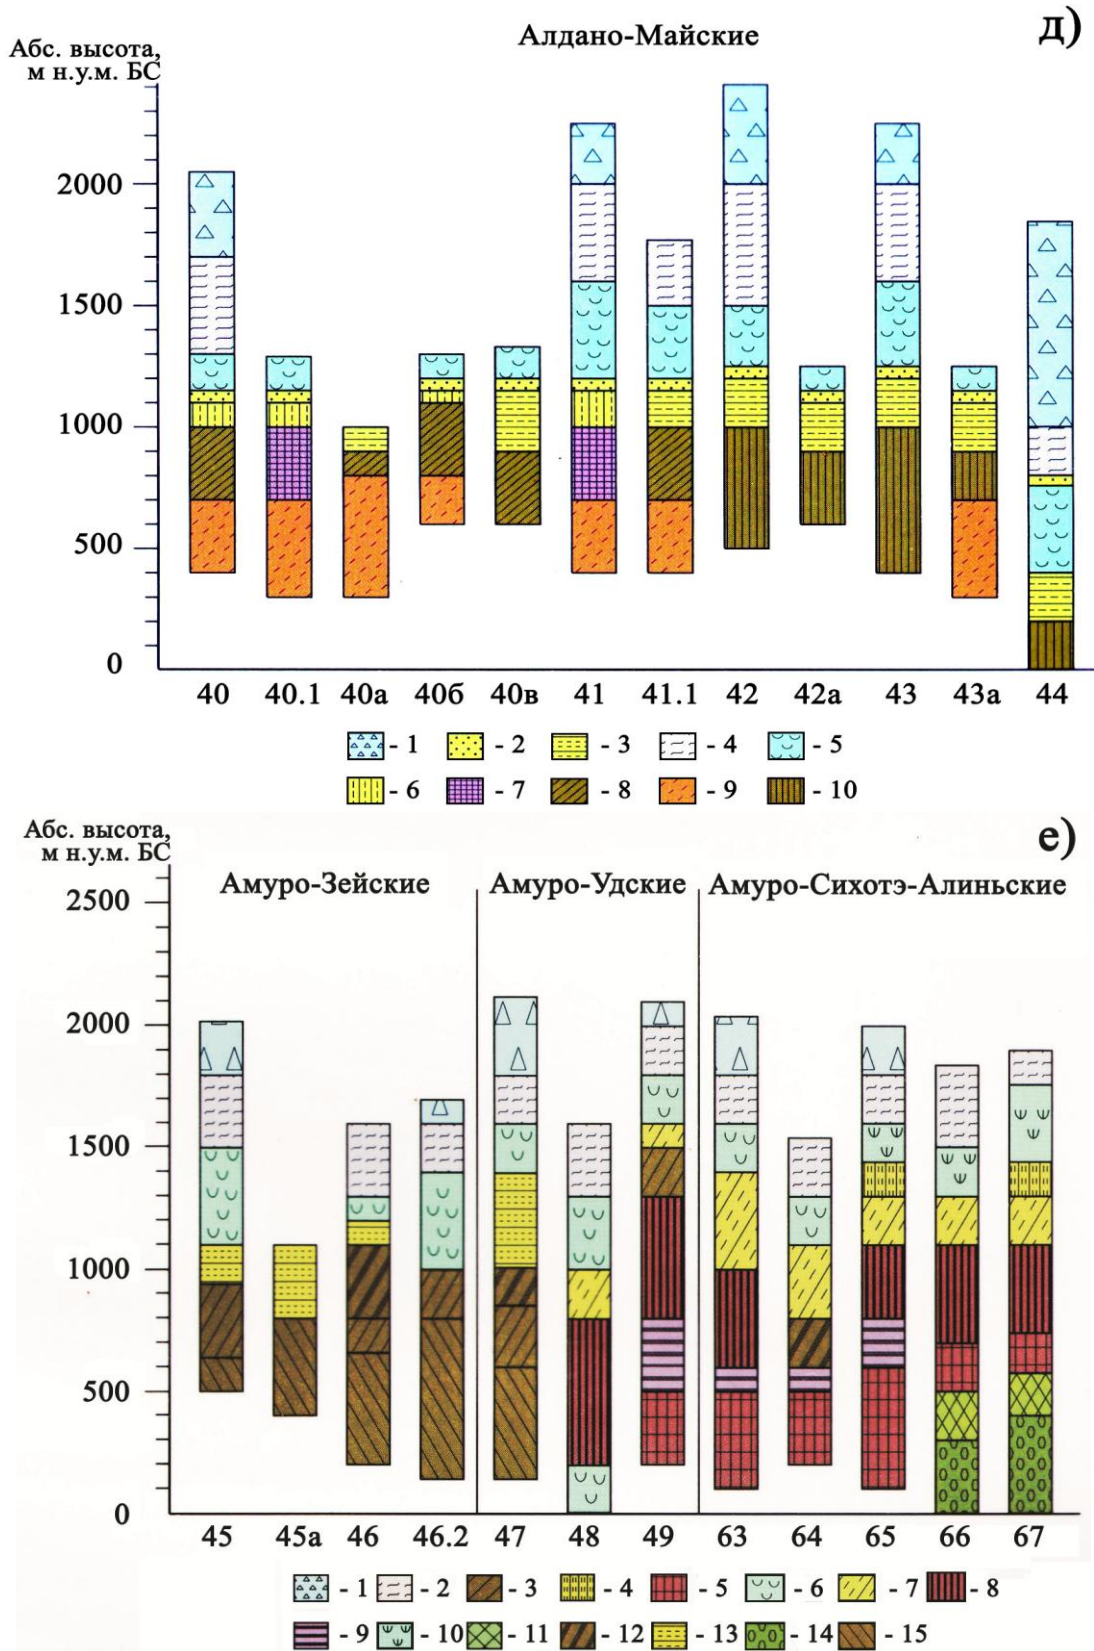 д)
Алдано-Майские
Абс. высота,
м н.у.м. БС
2000
1500
1000
500
0
40 40.1 40а 40б 40в 41 41.1 42 42а 43 43а 44
- 1 - 2 - 3 - 4 - 5
- 6 - 7 - 8 - 9 - 10
Абс. высота,
м н.у.м. БС
е)
Амуро-Зейские Амуро-Удские Амуро-Сихотэ-Алиньские
2500
2000
1500
1000
500
0
45 45а 46 46.2 47 48 49 63 64 65 66 67
- 1 - 2 - 3 - 4 - 5 - 6 - 7 - 8
- 9 - 10 - 11 - 12 - 13 - 14 - 15